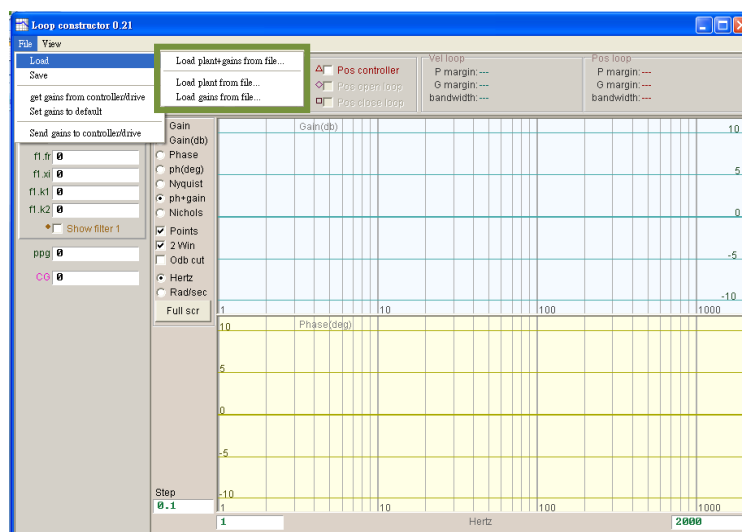 Loop constructor 0.21
File View
Load
Save
get gains from controller/drive
Set gains to default
Send gains to controller/drive
Load plant+gains from file...
Load plant from file...
Load gains from file...
Pos controller
Pos open loop
Pos close loop
Vel loop
P margin:---
G margin:---
bandwidth:---
Pos loop
P margin:---
G margin:---
bandwidth:---
f1.fr 0
f1.xi 0
f1.k1 0
f1.k2 0
Show filter 1
ppg 0
CG 0
Gain
Gain(db)
Phase
ph(deg)
Nyquist
ph+gain
Nichols
Points
2 Win
0db cut
Hertz
Rad/sec
Full scr
Step
0.1
Gain(db)
10
5
0
-5
-10
1 10 100 1000
Phase(deg)
10
5
0
-5
-10
1 10 100 1000
1 Hertz 2000